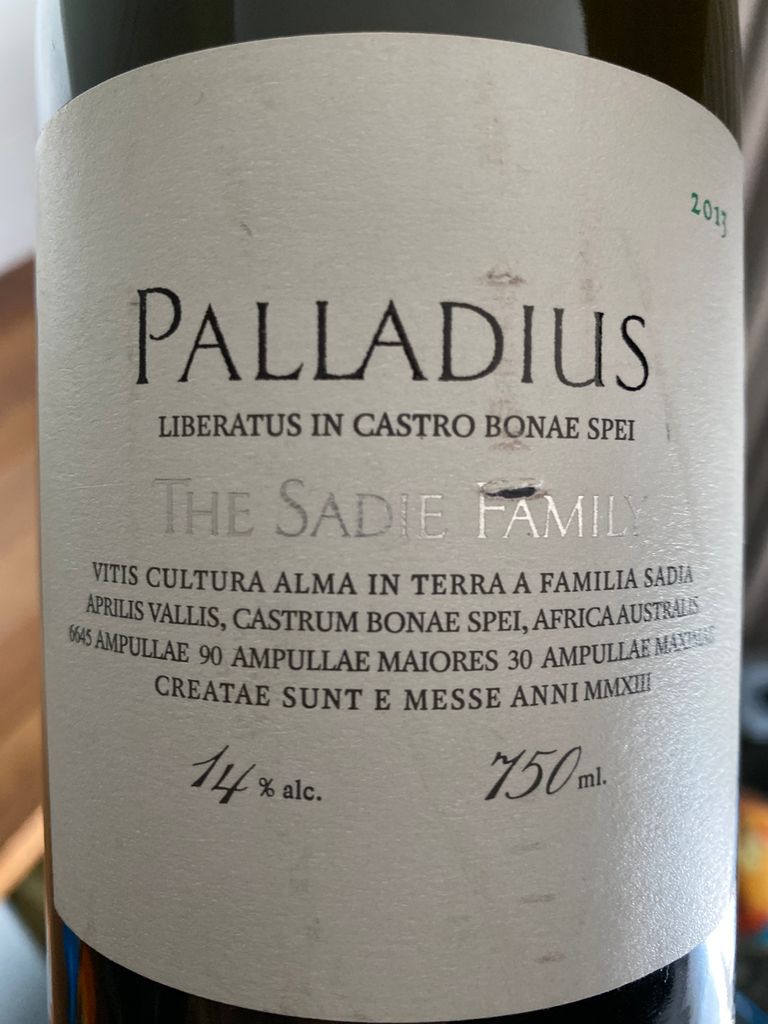 2013
PALLADIUS
LIBERATUS IN CASTRO BONAE SPEI
THE SADIE FAMILY
VITIS CULTURA ALMA IN TERRA A FAMILIA SADIA
APRILIS VALLIS, CASTRUM BONAE SPEI, AFRICA AUSTRALIS
6645 AMPULLAE 90 AMPULLAE MAIORES 30 AMPULLAE MAXIMAE
CREATAE SUNT E MESSE ANNI MMXIII
14 % alc. 750 ml.